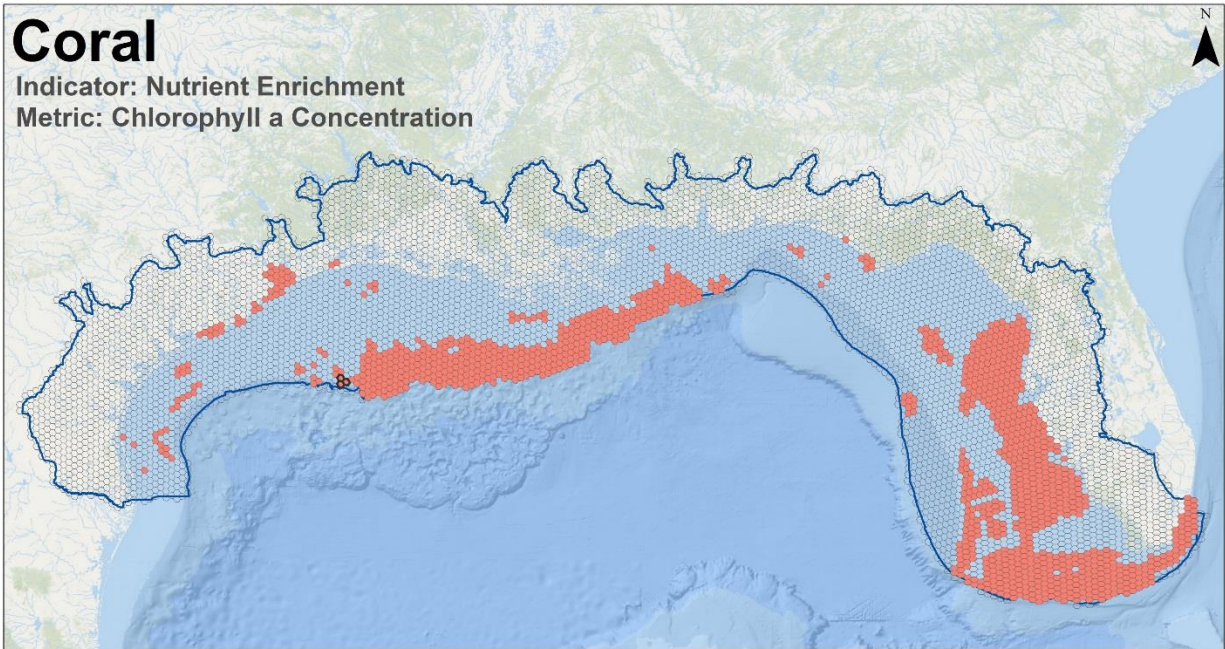 Coral
Indicator: Nutrient Enrichment
Metric: Chlorophyll a Concentration
N